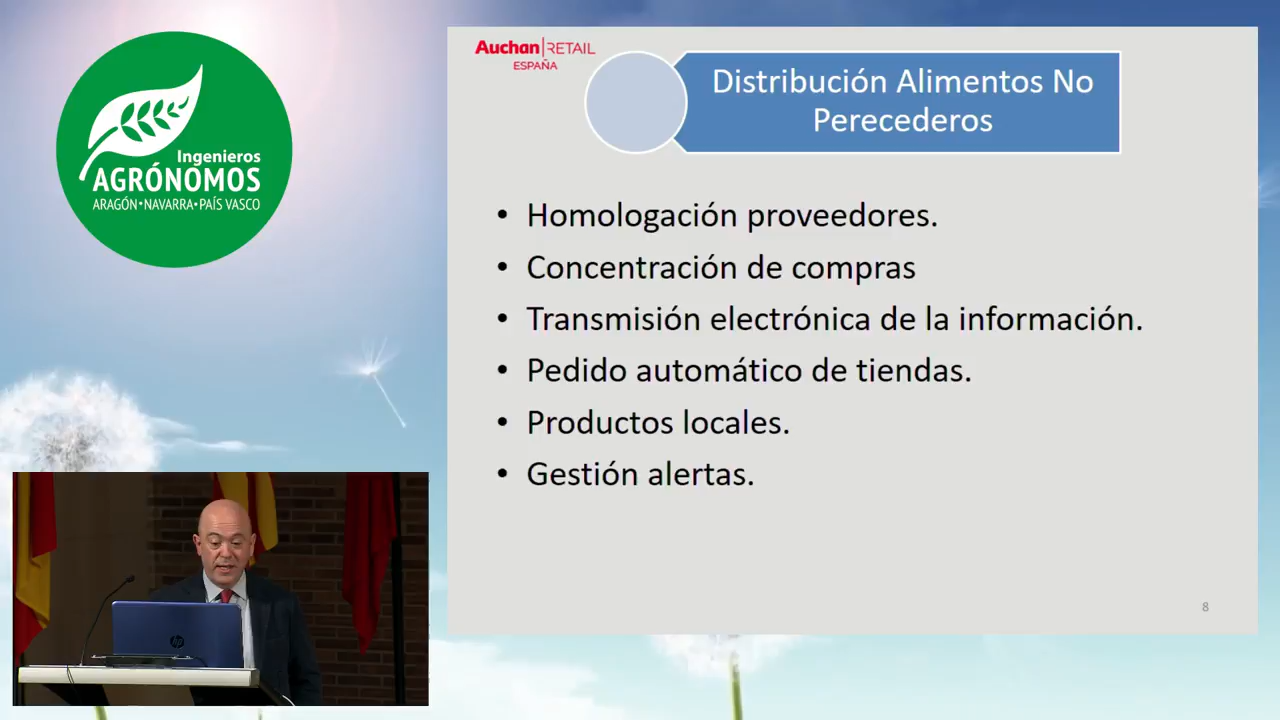 Ingenieros
AGRÓNOMOS
ARAGÓN•NAVARRA•PAÍS VASCO
Auchan|RETAIL
ESPAÑA
Distribución Alimentos No
Perecederos
• Homologación proveedores.
• Concentración de compras
• Transmisión electrónica de la información.
• Pedido automático de tiendas.
• Productos locales.
• Gestión alertas.
8
hp